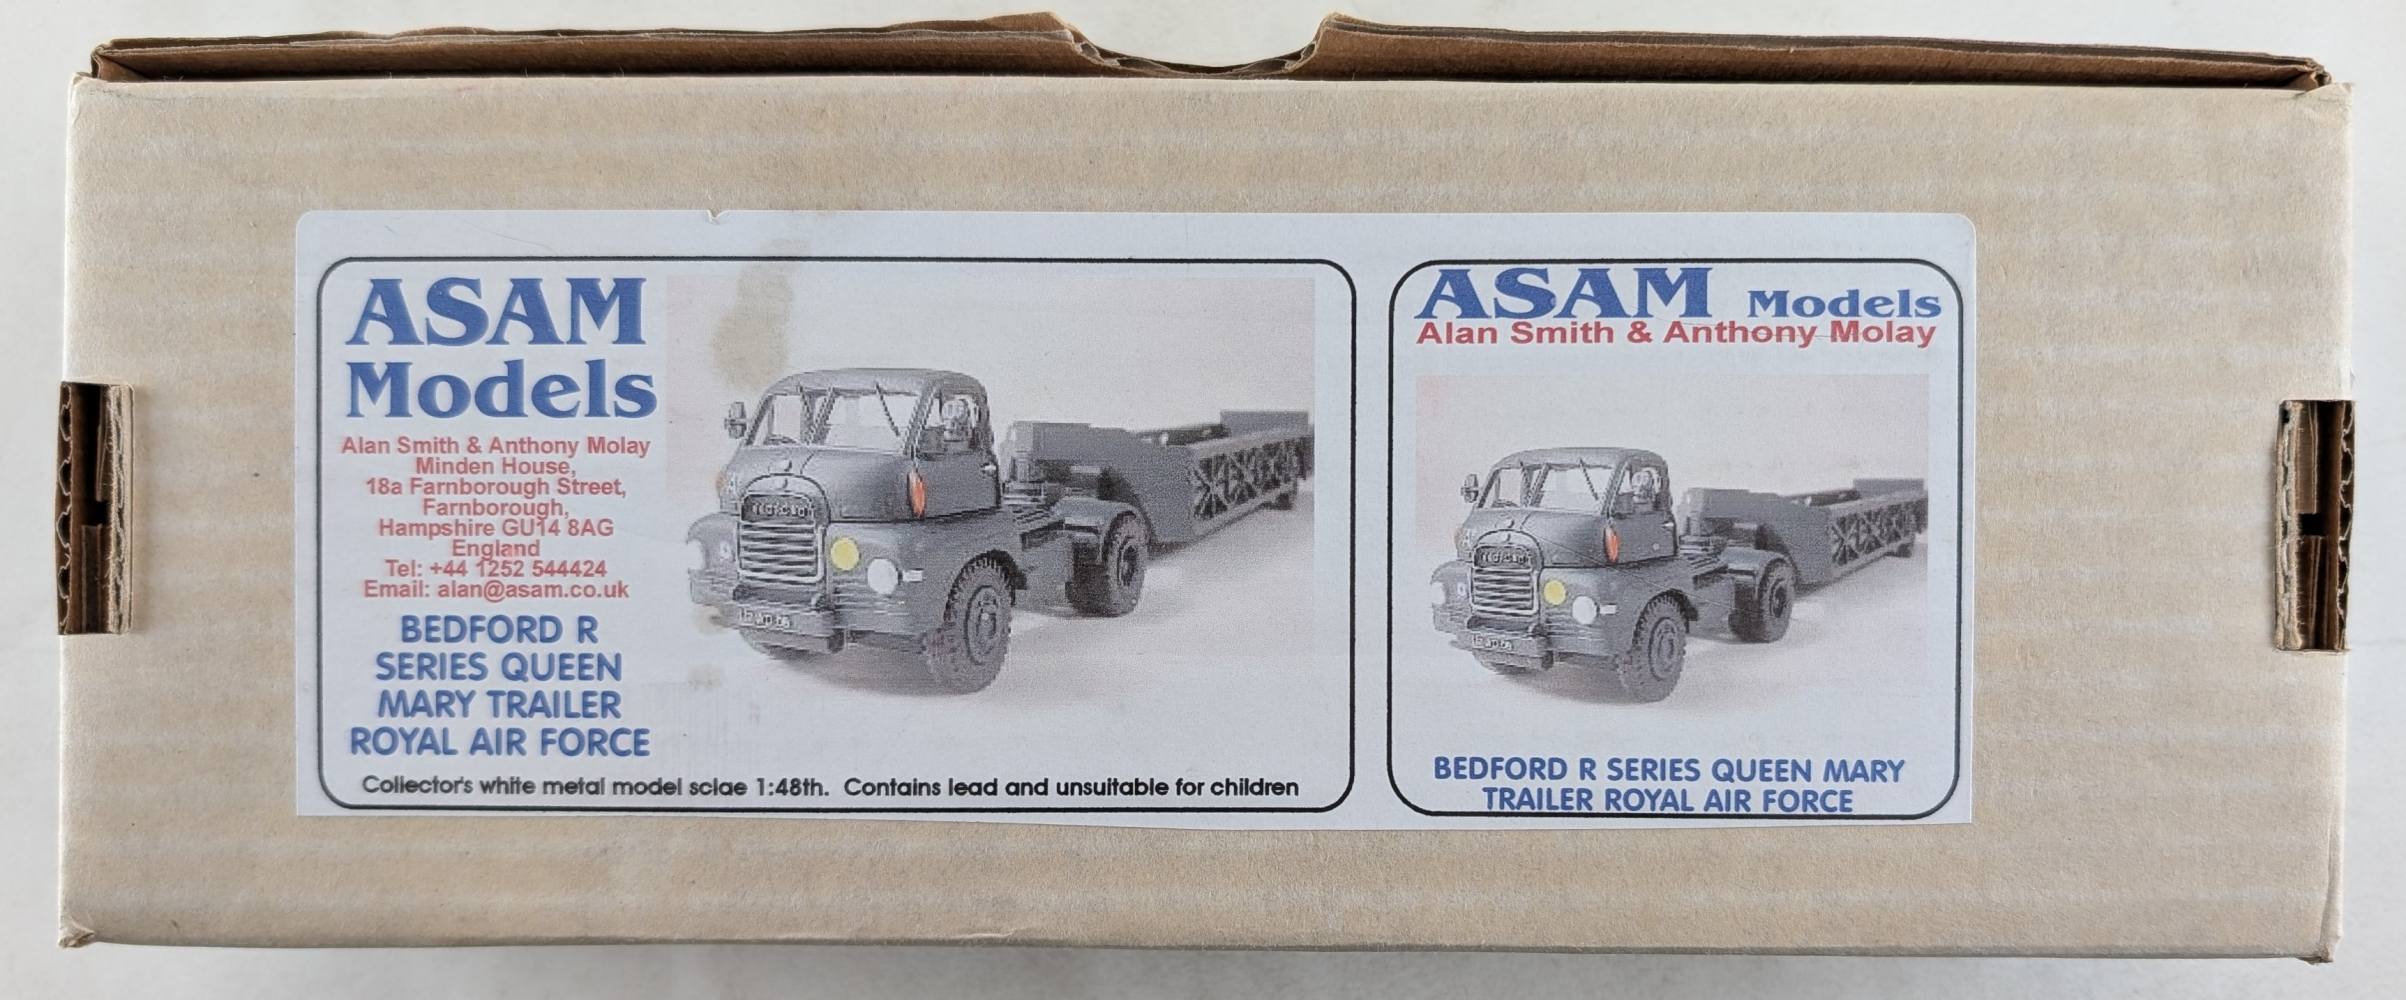 ASAM
Models
Alan Smith & Anthony Molay
Minden House,
18a Farnborough Street,
Farnborough,
Hampshire GU14 8AG
England
Tel: +44 1252 544424
Email: alan@asam.co.uk
BEDFORD R
SERIES QUEEN
MARY TRAILER
ROYAL AIR FORCE
Collector's white metal model sclae 1:48th. Contains lead and unsuitable for children
ASAM Models
Alan Smith & Anthony Molay
BEDFORD R SERIES QUEEN MARY
TRAILER ROYAL AIR FORCE